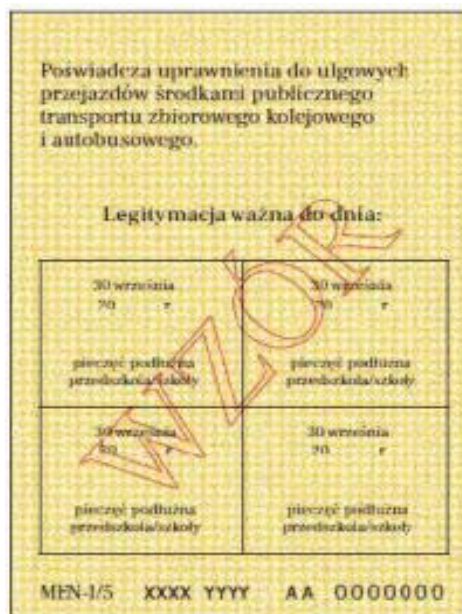 Poświadcza uprawnienia do ulgowych
przejazdów środkami publicznego
transportu zbiorowego kolejowego
i autobusowego.
Legitymacja ważna do dnia:
30 września
20 r
pieczęć podłużna
przedszkola/szkoły
30 września
20 r
pieczęć podłużna
przedszkola/szkoły
30 września
20 r
pieczęć podłużna
przedszkola/szkoły
30 września
20 r
pieczęć podłużna
przedszkola/szkoły
WZÓR
MEN-I/5 XXXX YYYY AA 0000000